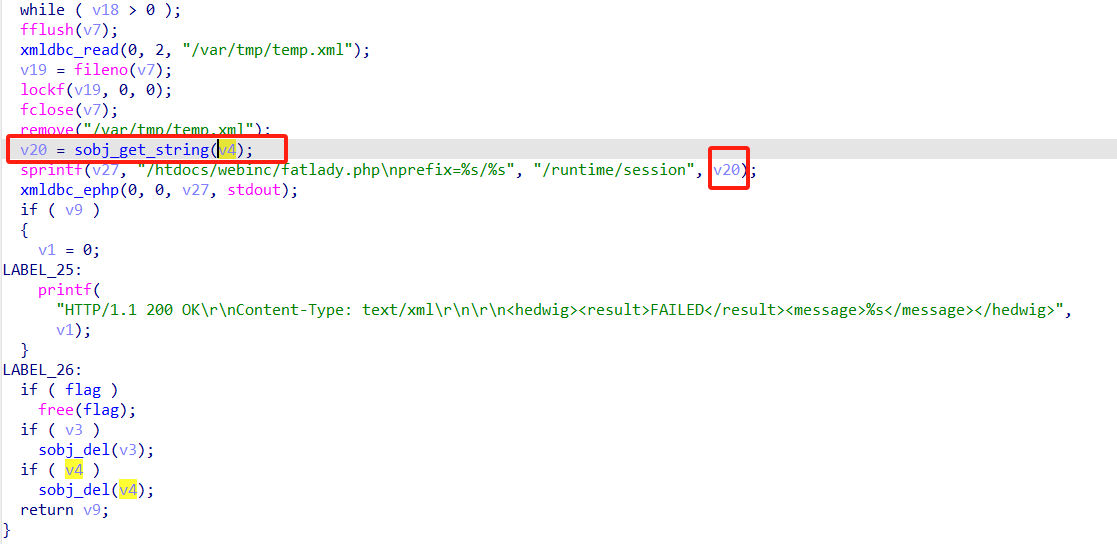 while ( v18 > 0 );
fflush(v7);
xmldbc_read(0, 2, "/var/tmp/temp.xml");
v19 = fileno(v7);
lockf(v19, 0, 0);
fclose(v7);
remove("/var/tmp/temp.xml");
v20 = sobj_get_string(v4);
sprintf(v27, "/htdocs/webinc/fatlady.php\nprefix=%s/%s", "/runtime/session", v20);
xmldbc_ephp(0, 0, v27, stdout);
if ( v9 )
{
v1 = 0;
LABEL_25:
printf(
"HTTP/1.1 200 OK\r\nContent-Type: text/xml\r\n\r\n<hedwig><result>FAILED</result><message>%s</message></hedwig>",
v1);
}
LABEL_26:
if ( flag )
free(flag);
if ( v3 )
sobj_del(v3);
if ( v4 )
sobj_del(v4);
return v9;
}